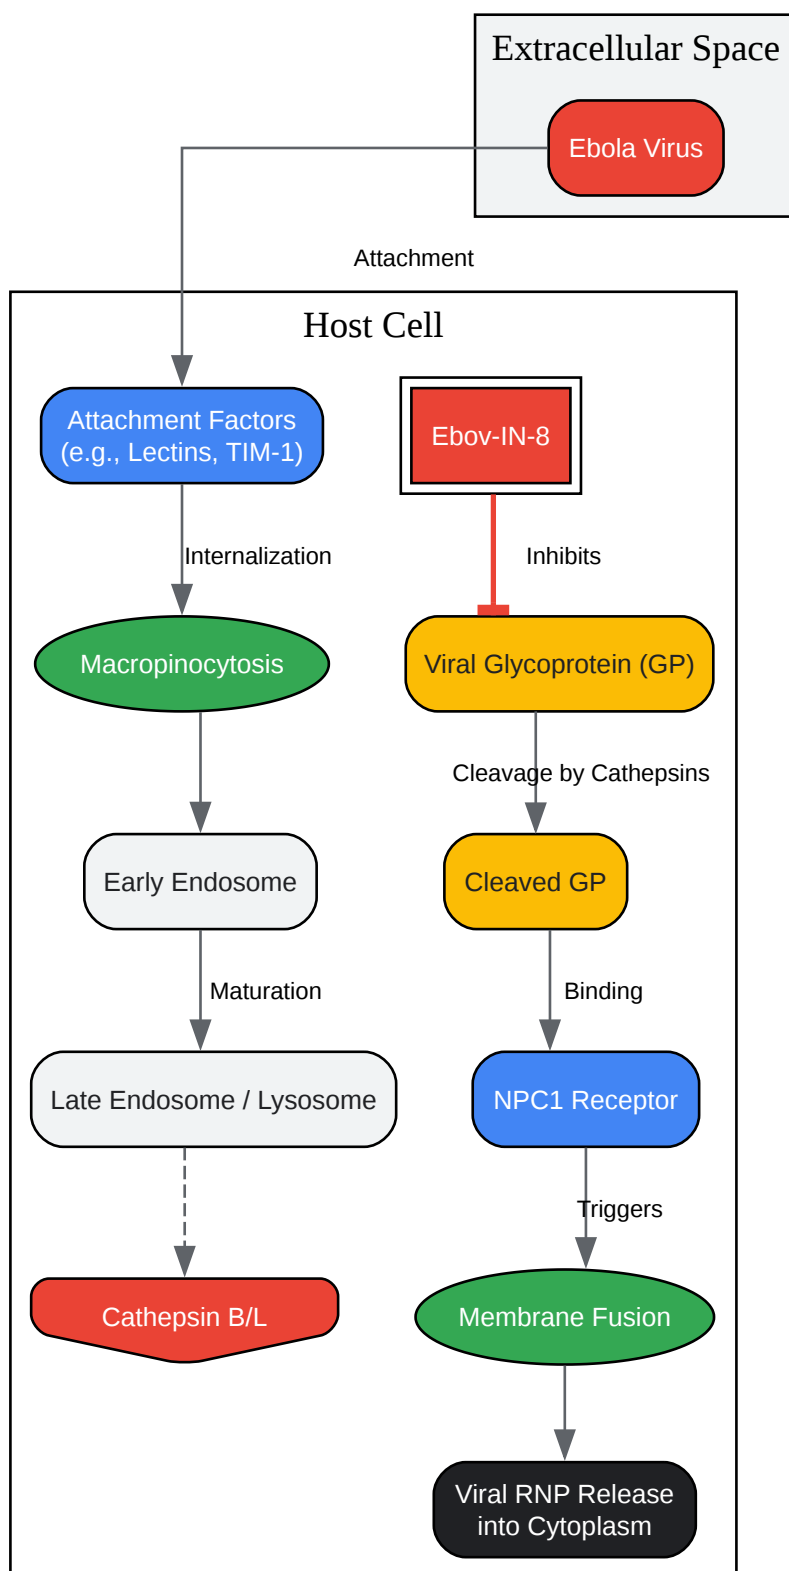 Extracellular Space
Ebola Virus
Attachment
Host Cell
Attachment Factors
(e.g., Lectins, TIM-1)
Ebov-IN-8
Internalization
Inhibits
Macropinocytosis
Viral Glycoprotein (GP)
Cleavage by Cathepsins
Early Endosome
Cleaved GP
Maturation
Binding
Late Endosome / Lysosome
NPC1 Receptor
Triggers
Cathepsin B/L
Membrane Fusion
Viral RNP Release
into Cytoplasm